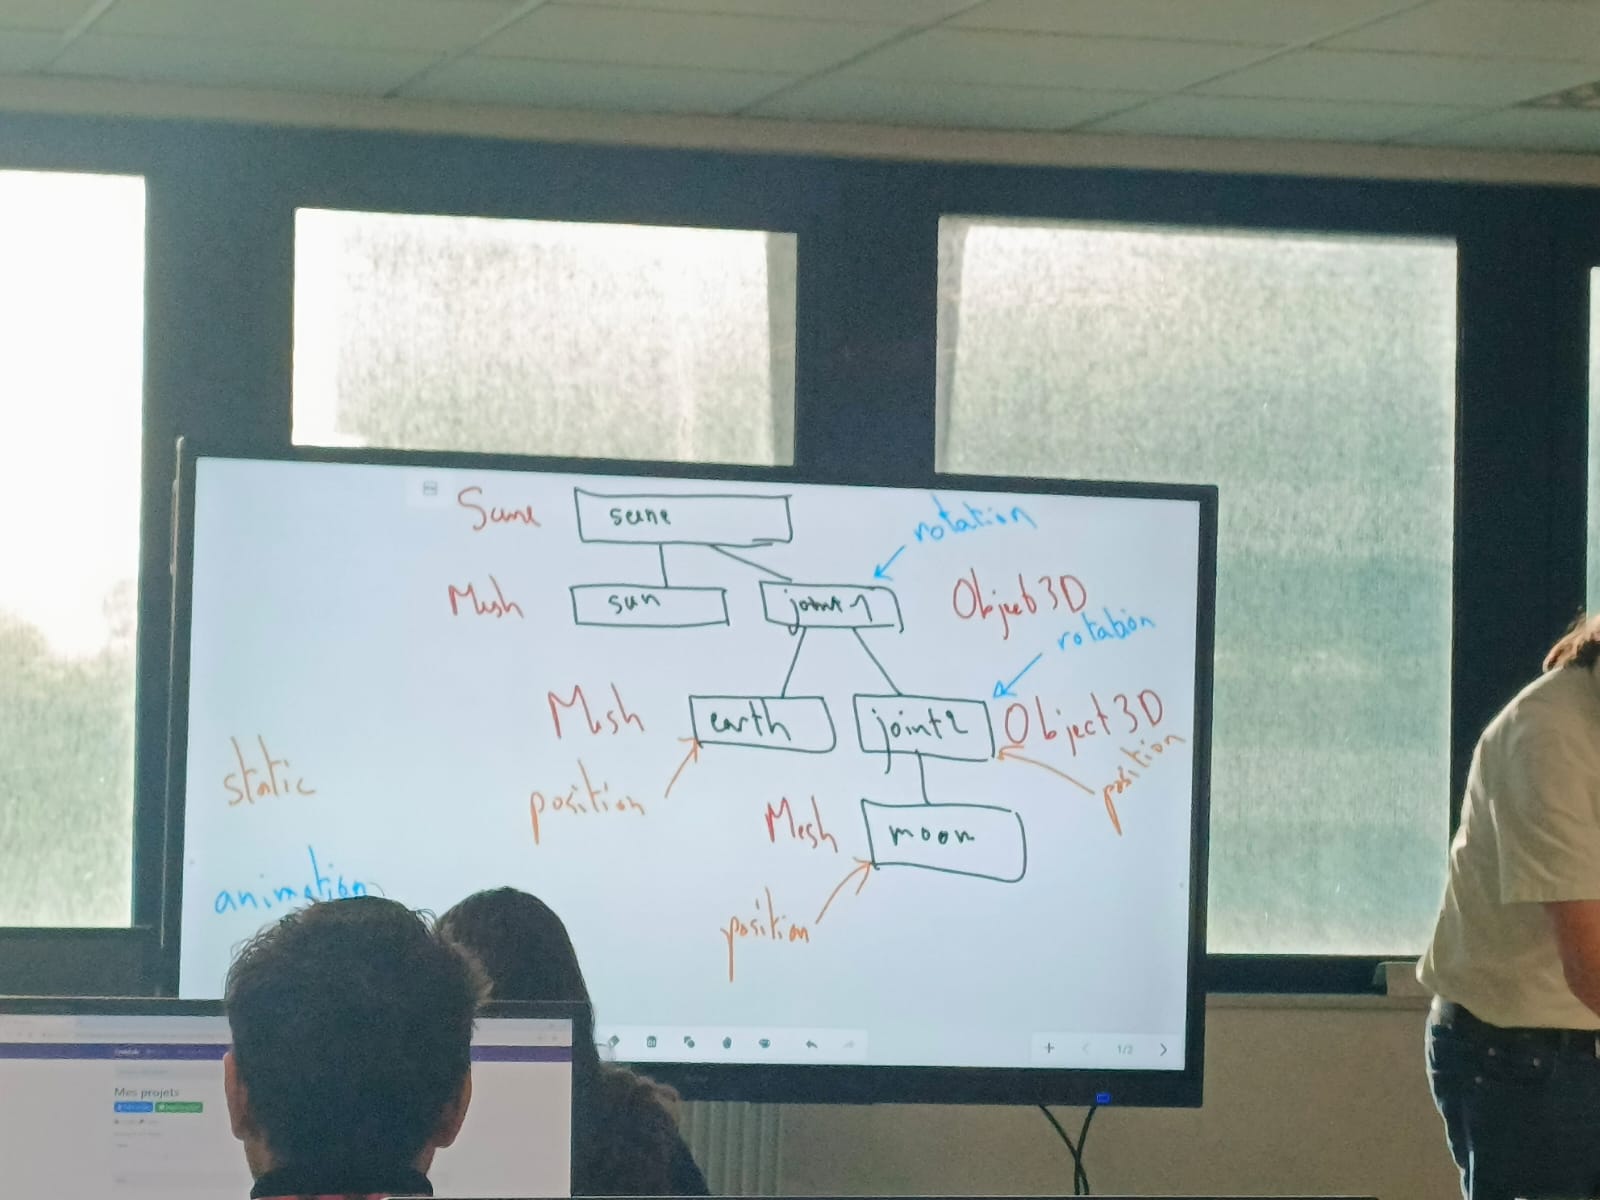 Scene
scene
rotation
Mesh
sun
joint1
Object3D
rotation
Mesh
earth
joint2
Object3D
static
position
position
Mesh
moon
animation
position
1/2
Mes projets